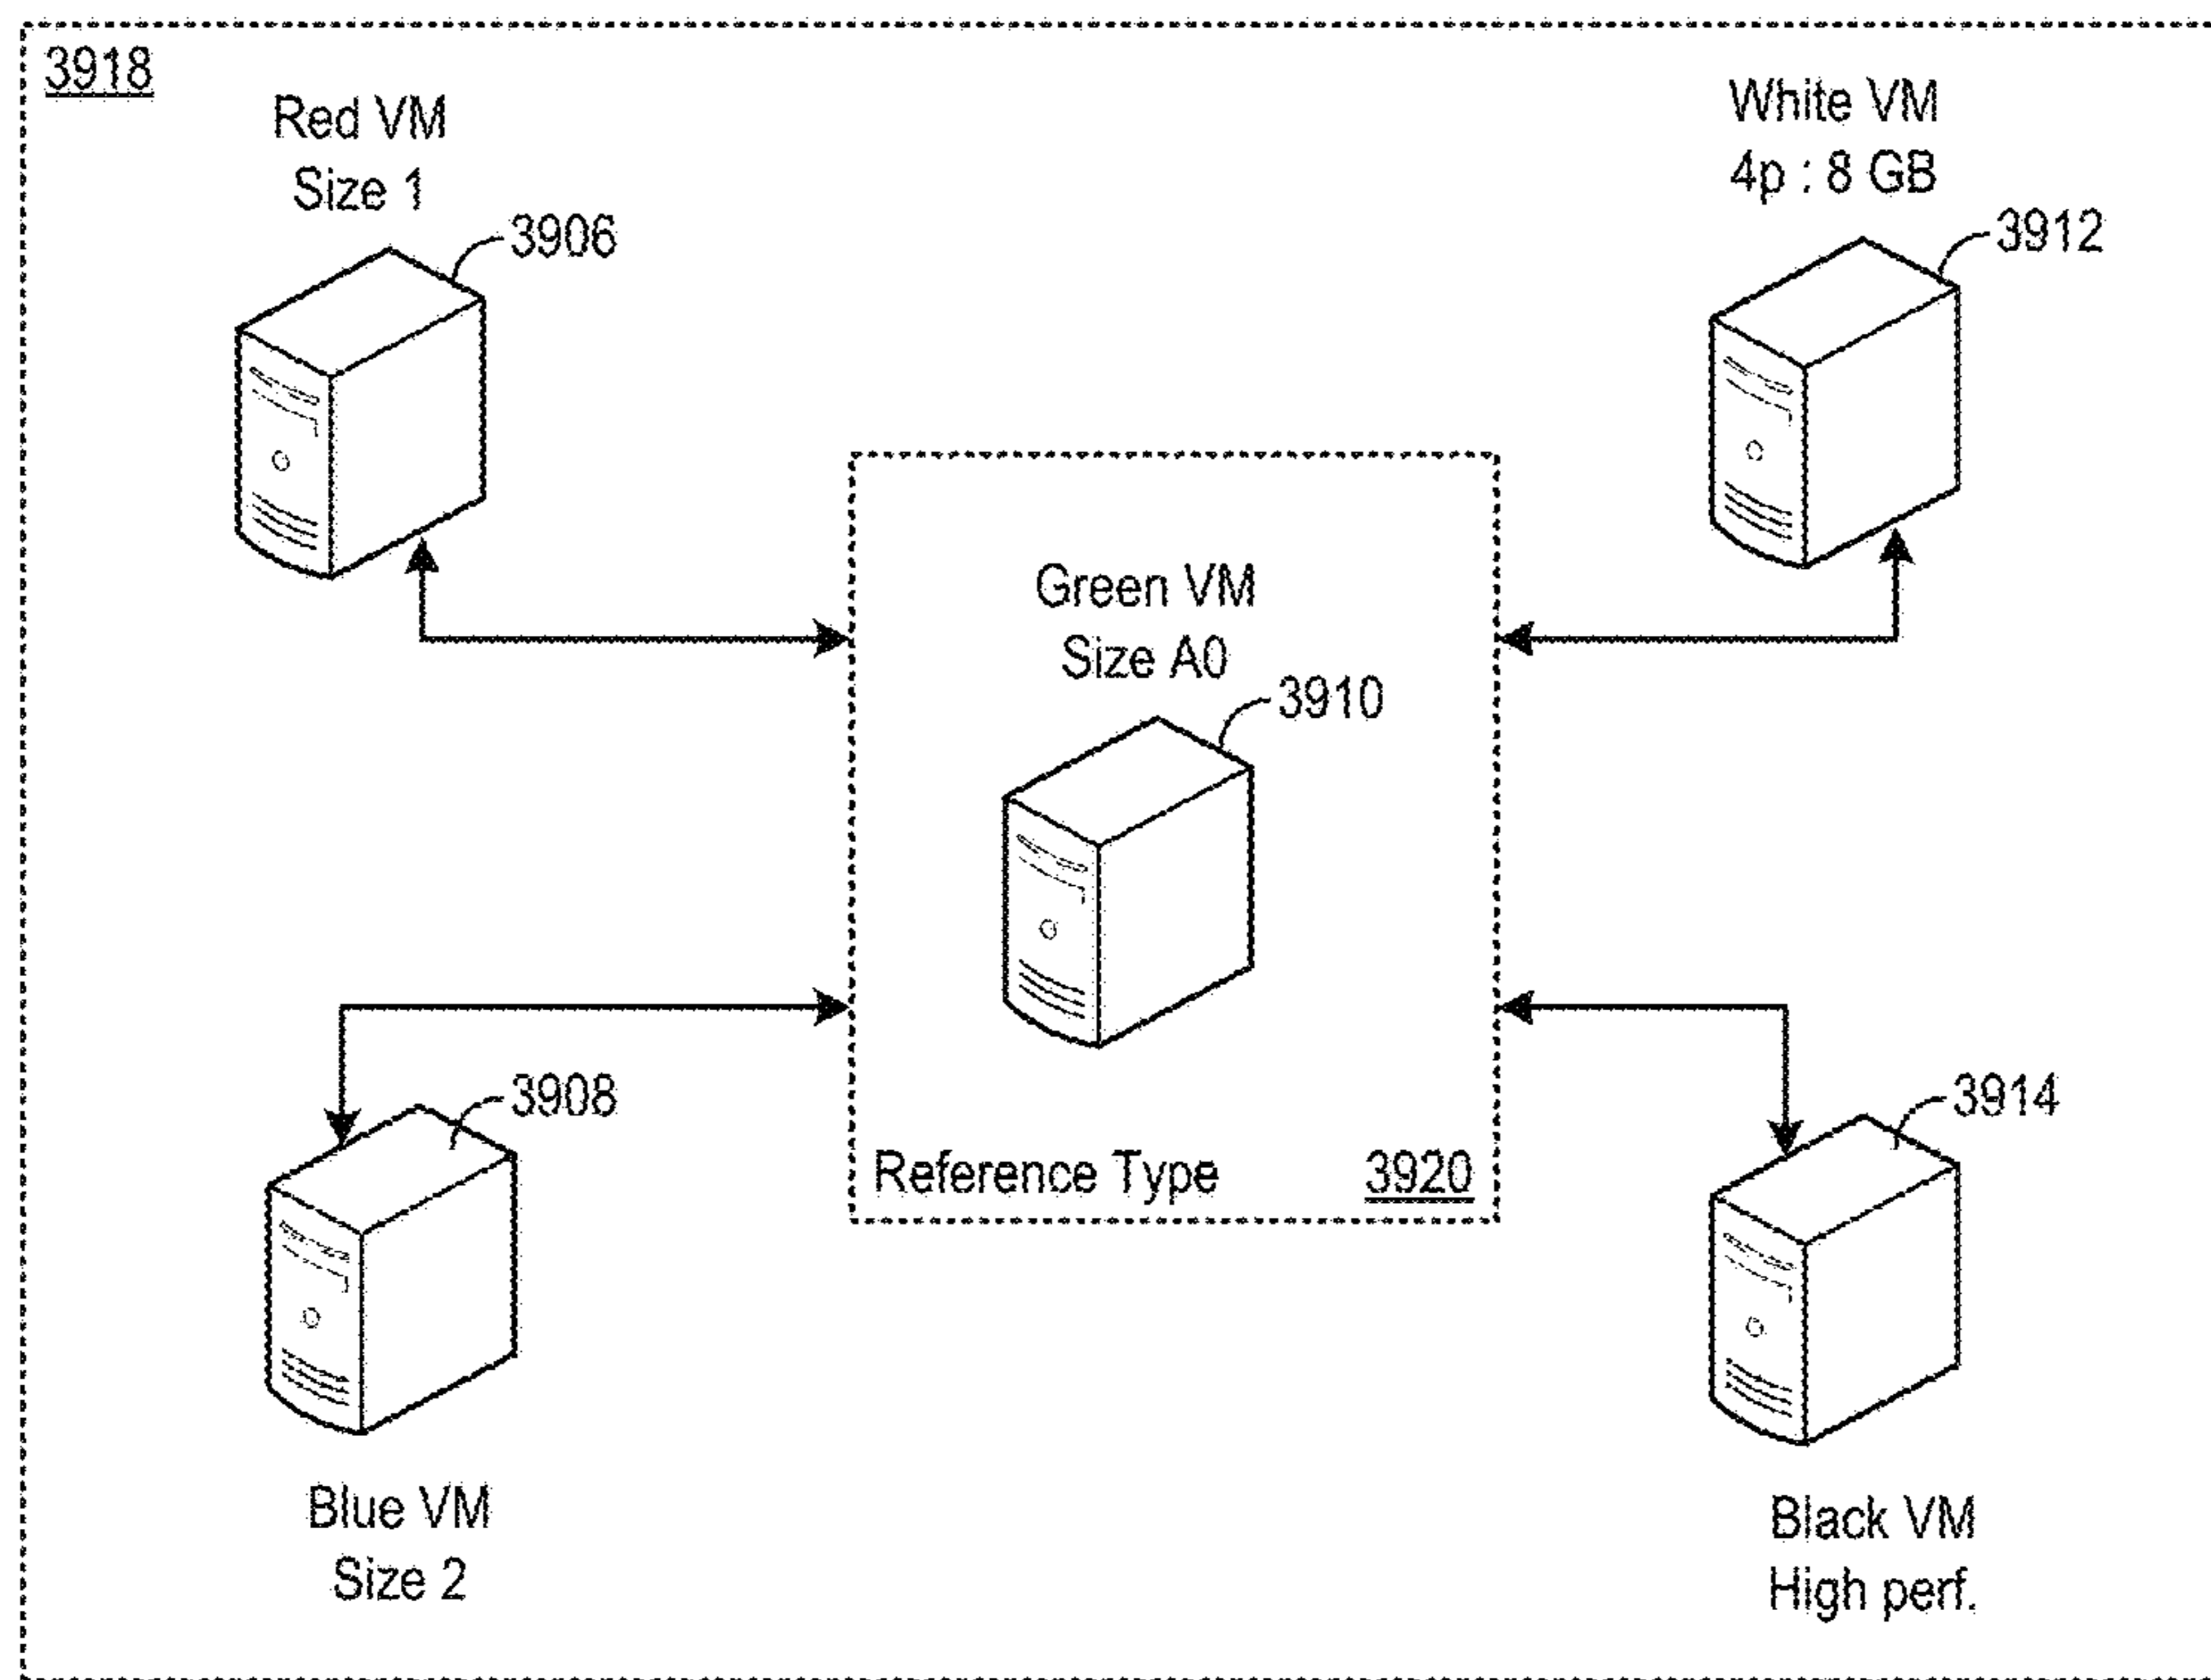 3918
Red VM
Size 1
3906
White VM
4p : 8 GB
3912
Green VM
Size A0
3910
Reference Type 3920
3908
Blue VM
Size 2
3914
Black VM
High perf.